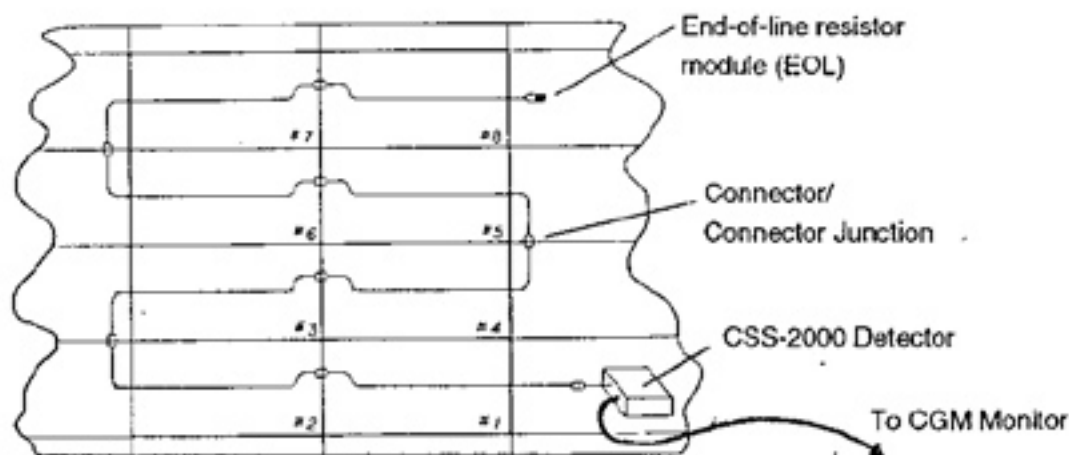 End-of-line resistor
module (EOL)
#7
#8
Connector/
Connector Junction
#6
#5
#3
#4
CSS-2000 Detector
#2
#1
To CGM Monitor